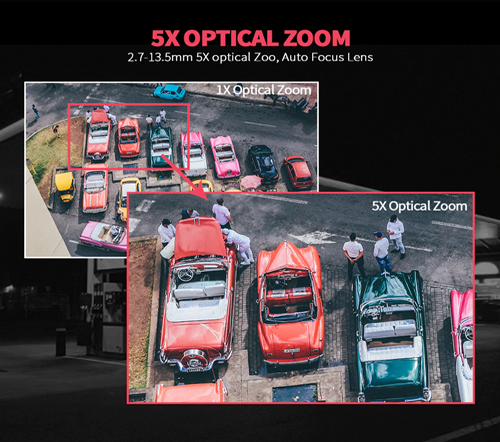 5X OPTICAL ZOOM
2.7-13.5mm 5X optical Zoo, Auto Focus Lens
1X Optical Zoom
5X Optical Zoom